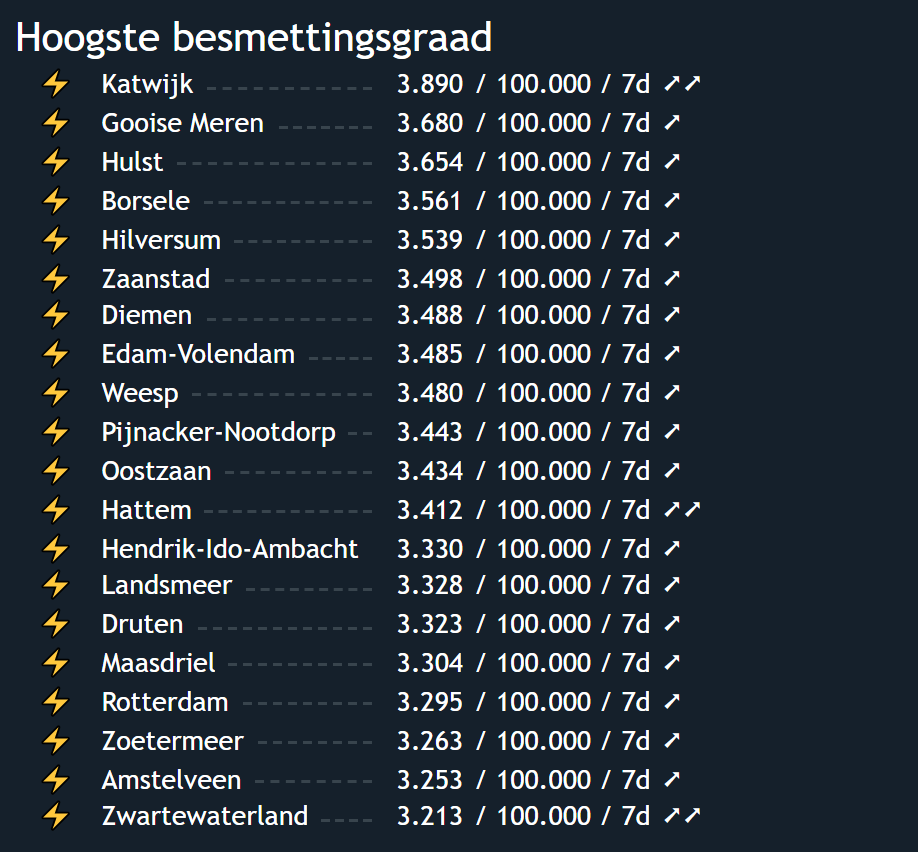 Hoogste besmettingsgraad
⚡ Katwijk 3.890 / 100.000 / 7d ➚➚
⚡ Gooise Meren 3.680 / 100.000 / 7d ➚
⚡ Hulst 3.654 / 100.000 / 7d ➚
⚡ Borsele 3.561 / 100.000 / 7d ➚
⚡ Hilversum 3.539 / 100.000 / 7d ➚
⚡ Zaanstad 3.498 / 100.000 / 7d ➚
⚡ Diemen 3.488 / 100.000 / 7d ➚
⚡ Edam-Volendam 3.485 / 100.000 / 7d ➚
⚡ Weesp 3.480 / 100.000 / 7d ➚
⚡ Pijnacker-Nootdorp 3.443 / 100.000 / 7d ➚
⚡ Oostzaan 3.434 / 100.000 / 7d ➚
⚡ Hattem 3.412 / 100.000 / 7d ➚➚
⚡ Hendrik-Ido-Ambacht 3.330 / 100.000 / 7d ➚
⚡ Landsmeer 3.328 / 100.000 / 7d ➚
⚡ Druten 3.323 / 100.000 / 7d ➚
⚡ Maasdriel 3.304 / 100.000 / 7d ➚
⚡ Rotterdam 3.295 / 100.000 / 7d ➚
⚡ Zoetermeer 3.263 / 100.000 / 7d ➚
⚡ Amstelveen 3.253 / 100.000 / 7d ➚
⚡ Zwartewaterland 3.213 / 100.000 / 7d ➚➚